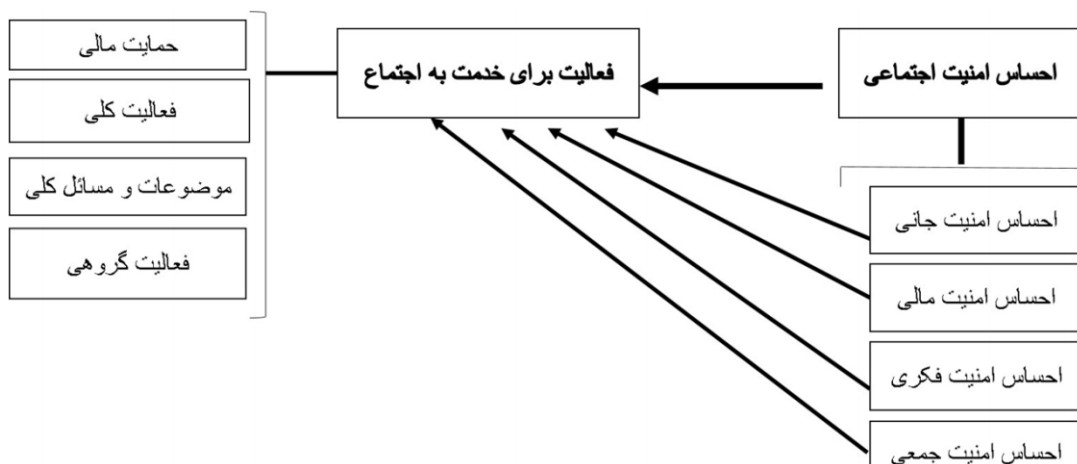 احساس امنیت اجتماعی
فعالیت برای خدمت به اجتماع
حمایت مالی
فعالیت کلی
موضوعات و مسائل کلی
فعالیت گروهی
احساس امنیت جانی
احساس امنیت مالی
احساس امنیت فکری
احساس امنیت جمعی